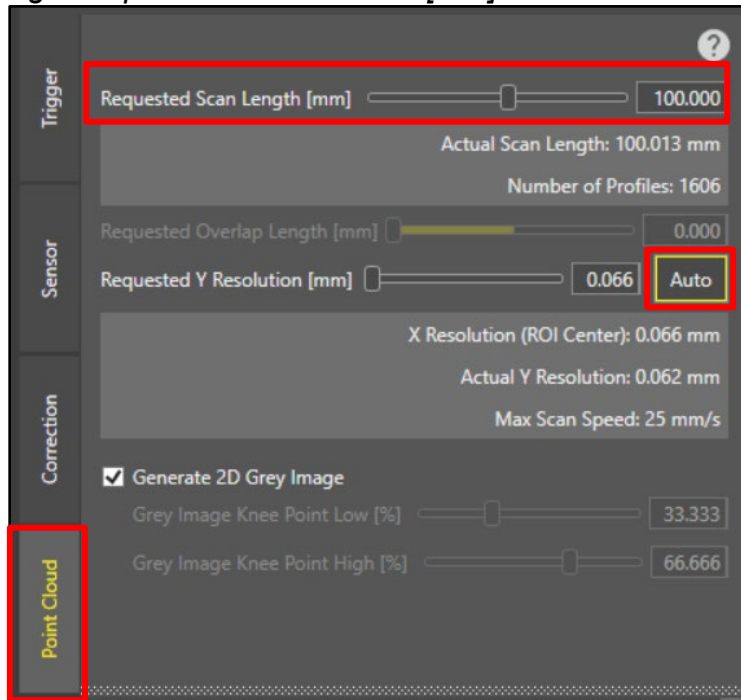 ?
Trigger
Requested Scan Length [mm] 100.000
Actual Scan Length: 100.013 mm
Number of Profiles: 1606
Sensor
Requested Overlap Length [mm] 0.000
Requested Y Resolution [mm] 0.066 Auto
X Resolution (ROI Center): 0.066 mm
Actual Y Resolution: 0.062 mm
Max Scan Speed: 25 mm/s
Correction
Generate 2D Grey Image
Grey Image Knee Point Low [%] 33.333
Grey Image Knee Point High [%] 66.666
Point Cloud